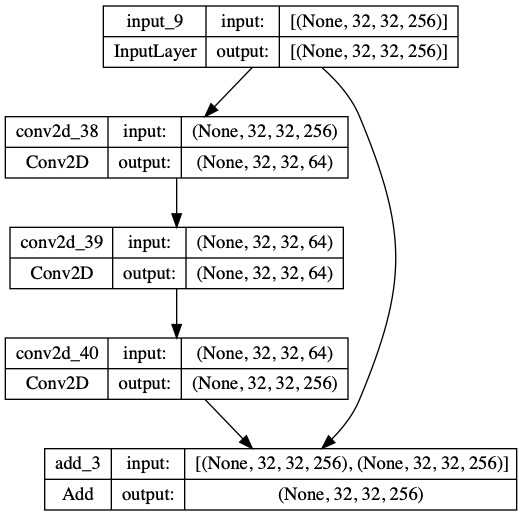 input_9 input: [(None, 32, 32, 256)]
InputLayer output: [(None, 32, 32, 256)]
conv2d_38 input: (None, 32, 32, 256)
Conv2D output: (None, 32, 32, 64)
conv2d_39 input: (None, 32, 32, 64)
Conv2D output: (None, 32, 32, 64)
conv2d_40 input: (None, 32, 32, 64)
Conv2D output: (None, 32, 32, 256)
add_3 input: [(None, 32, 32, 256), (None, 32, 32, 256)]
Add output: (None, 32, 32, 256)